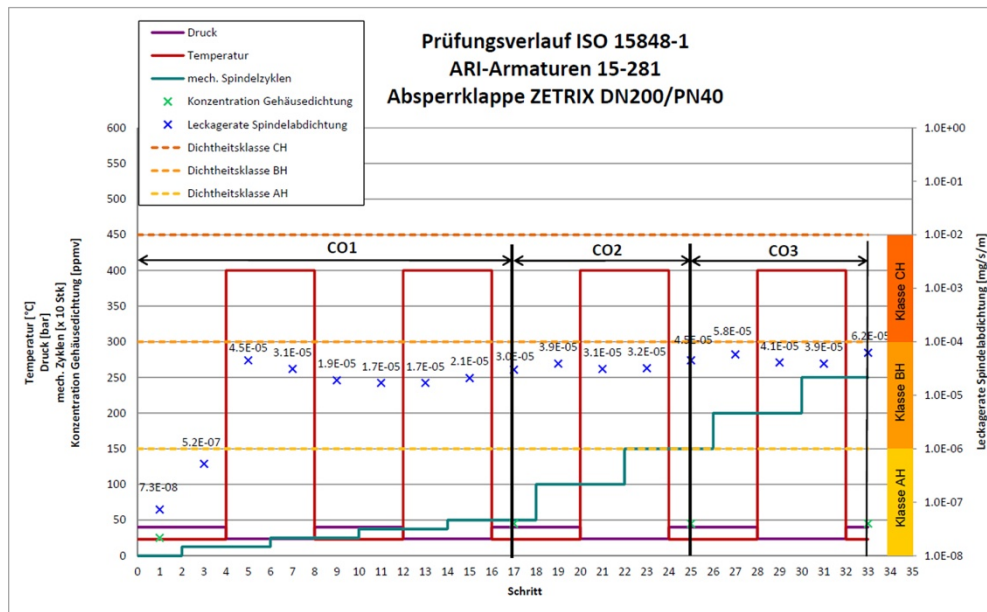 Druck
Temperatur
mech. Spindelzyklen
Konzentration Gehäusedichtung
Leckagerate Spindelabdichtung
Dichtheitsklasse CH
Dichtheitsklasse BH
Dichtheitsklasse AH
Prüfungsverlauf ISO 15848-1
ARI-Armaturen 15-281
Absperrklappe ZETRIX DN200/PN40
600
550
500
450
400
350
300
250
200
150
100
50
0
Temperatur [°C]
Druck [bar]
mech. Zyklen [x 10 Stk]
Konzentration Gehäusedichtung [ppmv]
CO1
CO2
CO3
7.3E-08
5.2E-07
4.5E-05
3.1E-05
1.9E-05
1.7E-05
1.7E-05
2.1E-05
3.0E-05
3.9E-05
3.1E-05
3.2E-05
4.5E-05
5.8E-05
4.1E-05
3.9E-05
6.2E-05
Klasse CH
Klasse BH
Klasse AH
1.0E+00
1.0E-01
1.0E-02
1.0E-03
1.0E-04
1.0E-05
1.0E-06
1.0E-07
1.0E-08
Leckagerate Spindelabdichtung [mg/s/m]
0 1 2 3 4 5 6 7 8 9 10 11 12 13 14 15 16 17 18 19 20 21 22 23 24 25 26 27 28 29 30 31 32 33 34 35
Schritt